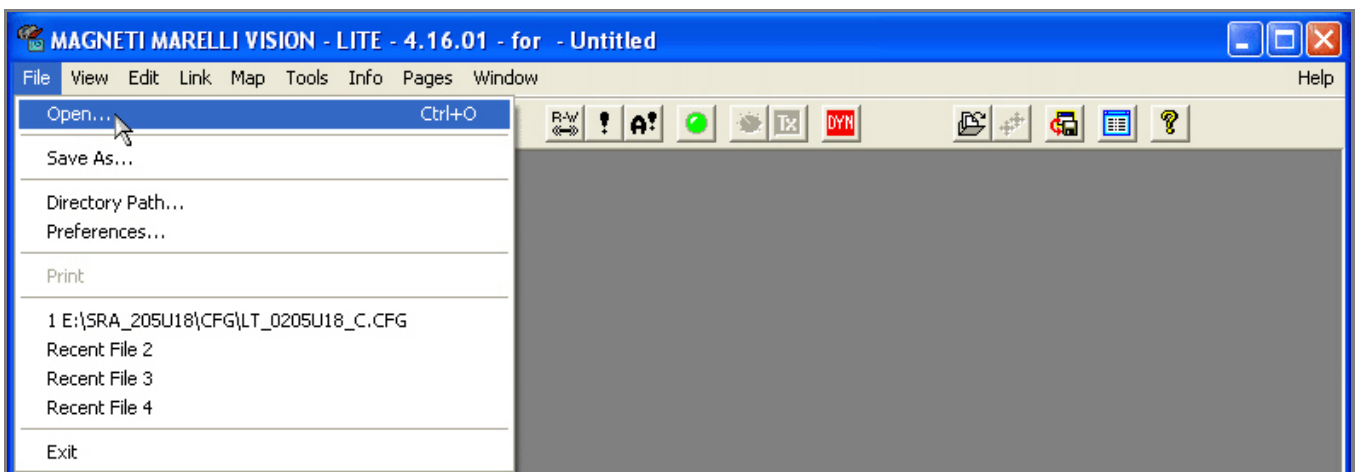 MAGNETI MARELLI VISION - LITE - 4.16.01 - for  - Untitled
File View Edit Link Map Tools Info Pages Window Help
Open... Ctrl+O
R-W ! A! Tx DYN ?
Save As...
Directory Path...
Preferences...
Print
1 E:\SRA_205U18\CFG\LT_0205U18_C.CFG
Recent File 2
Recent File 3
Recent File 4
Exit